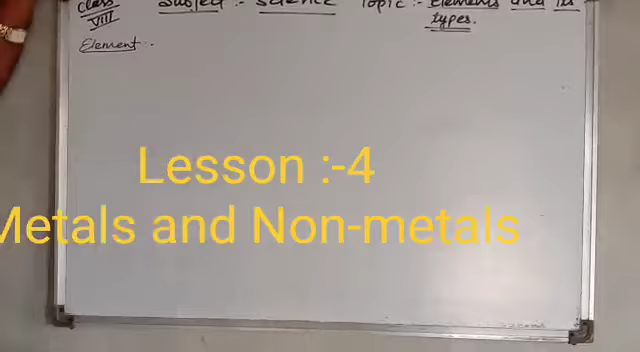 Class Subject :- Science Topic :- Elements and its
VIII types.
Element :-
Lesson :-4
Metals and Non-metals